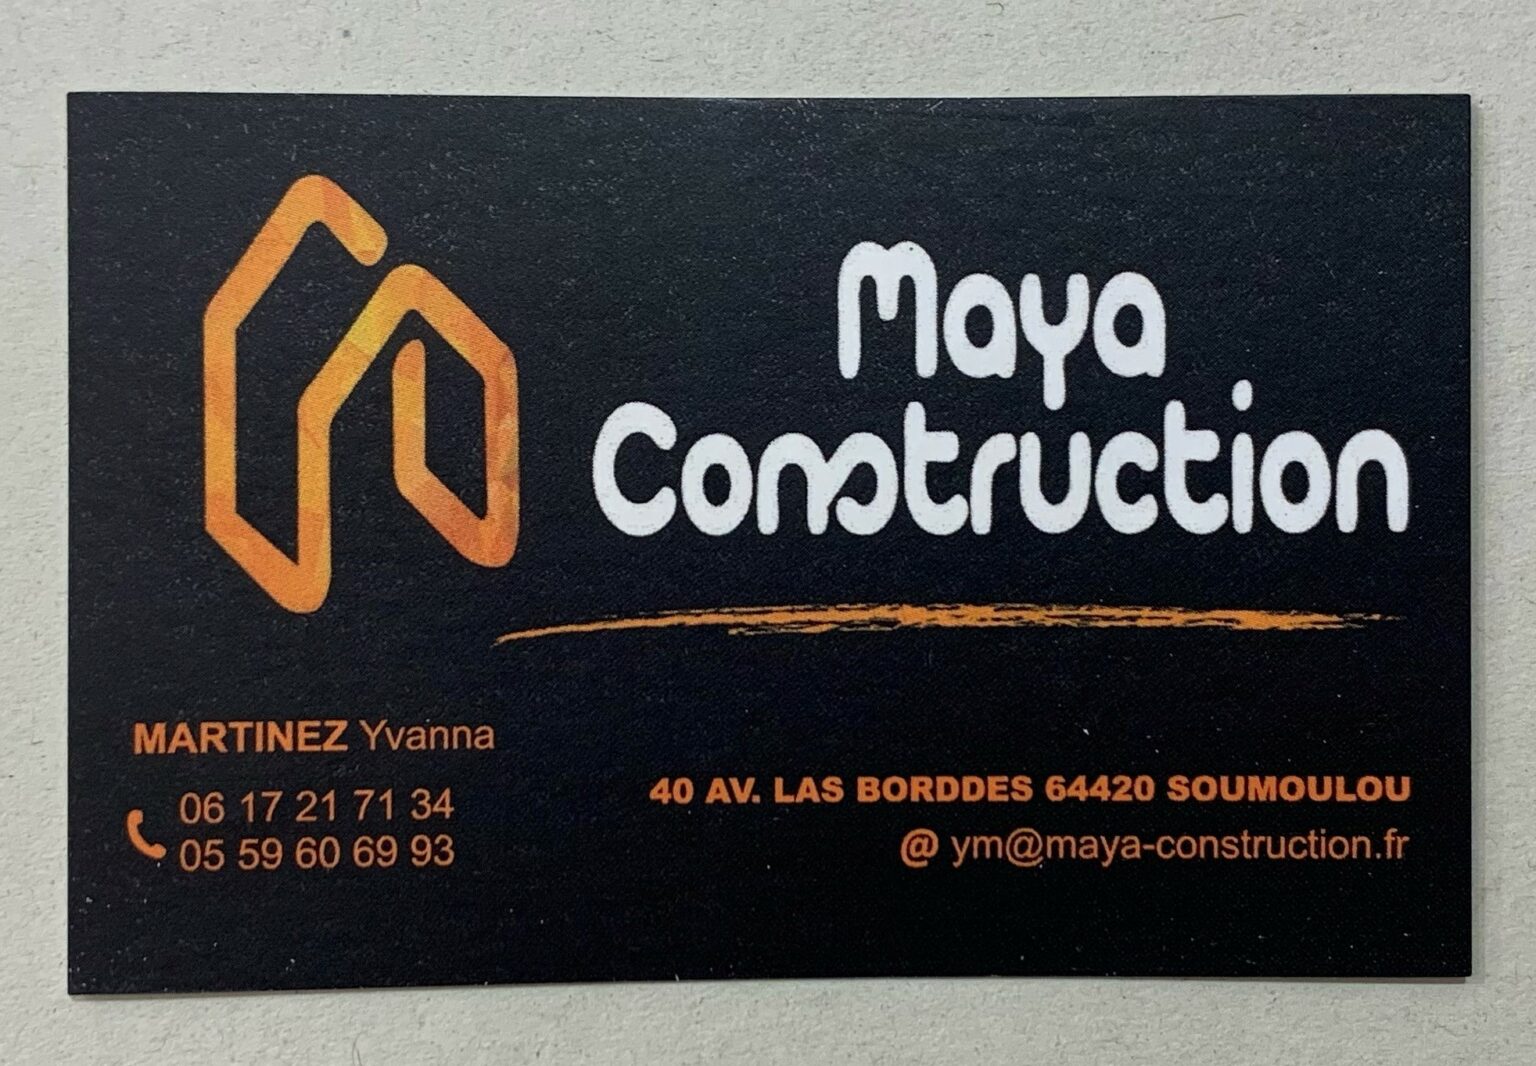 Maya
Construction
MARTINEZ Yvanna
06 17 21 71 34
05 59 60 69 93
40 AV. LAS BORDDES 64420 SOUMOULOU
@ ym@maya-construction.fr